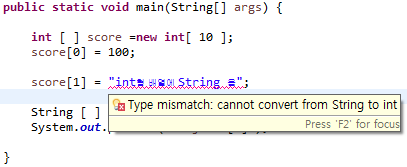 public static void main(String[] args) {
int [ ] score =new int[ 10 ];
score[0] = 100;
score[1] = "int형 배열에 String 을";
Type mismatch: cannot convert from String to int
String [ ]
System.out.
Press 'F2' for focus
}